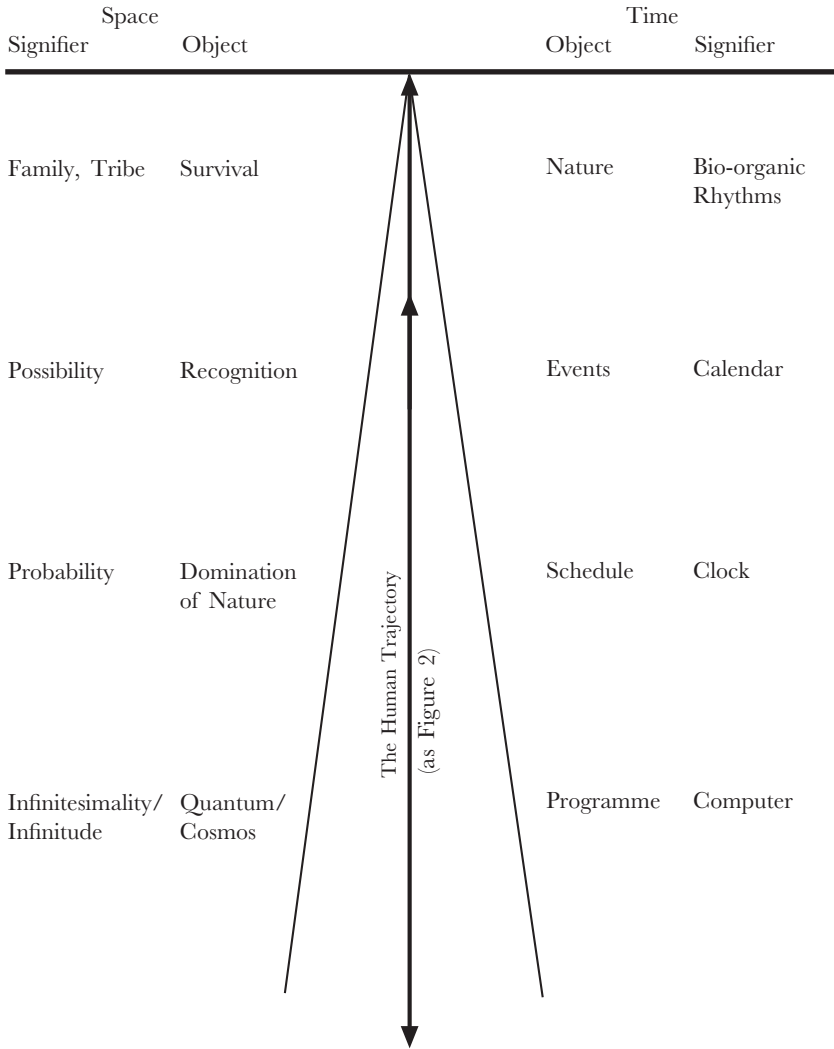 Space Time
Signifier Object Object Signifier
Family, Tribe Survival Nature Bio-organic
Rhythms
Possibility Recognition Events Calendar
Probability Domination Schedule Clock
of Nature
The Human Trajectory
(as Figure 2)
Infinitesimality/ Quantum/ Programme Computer
Infinitude Cosmos